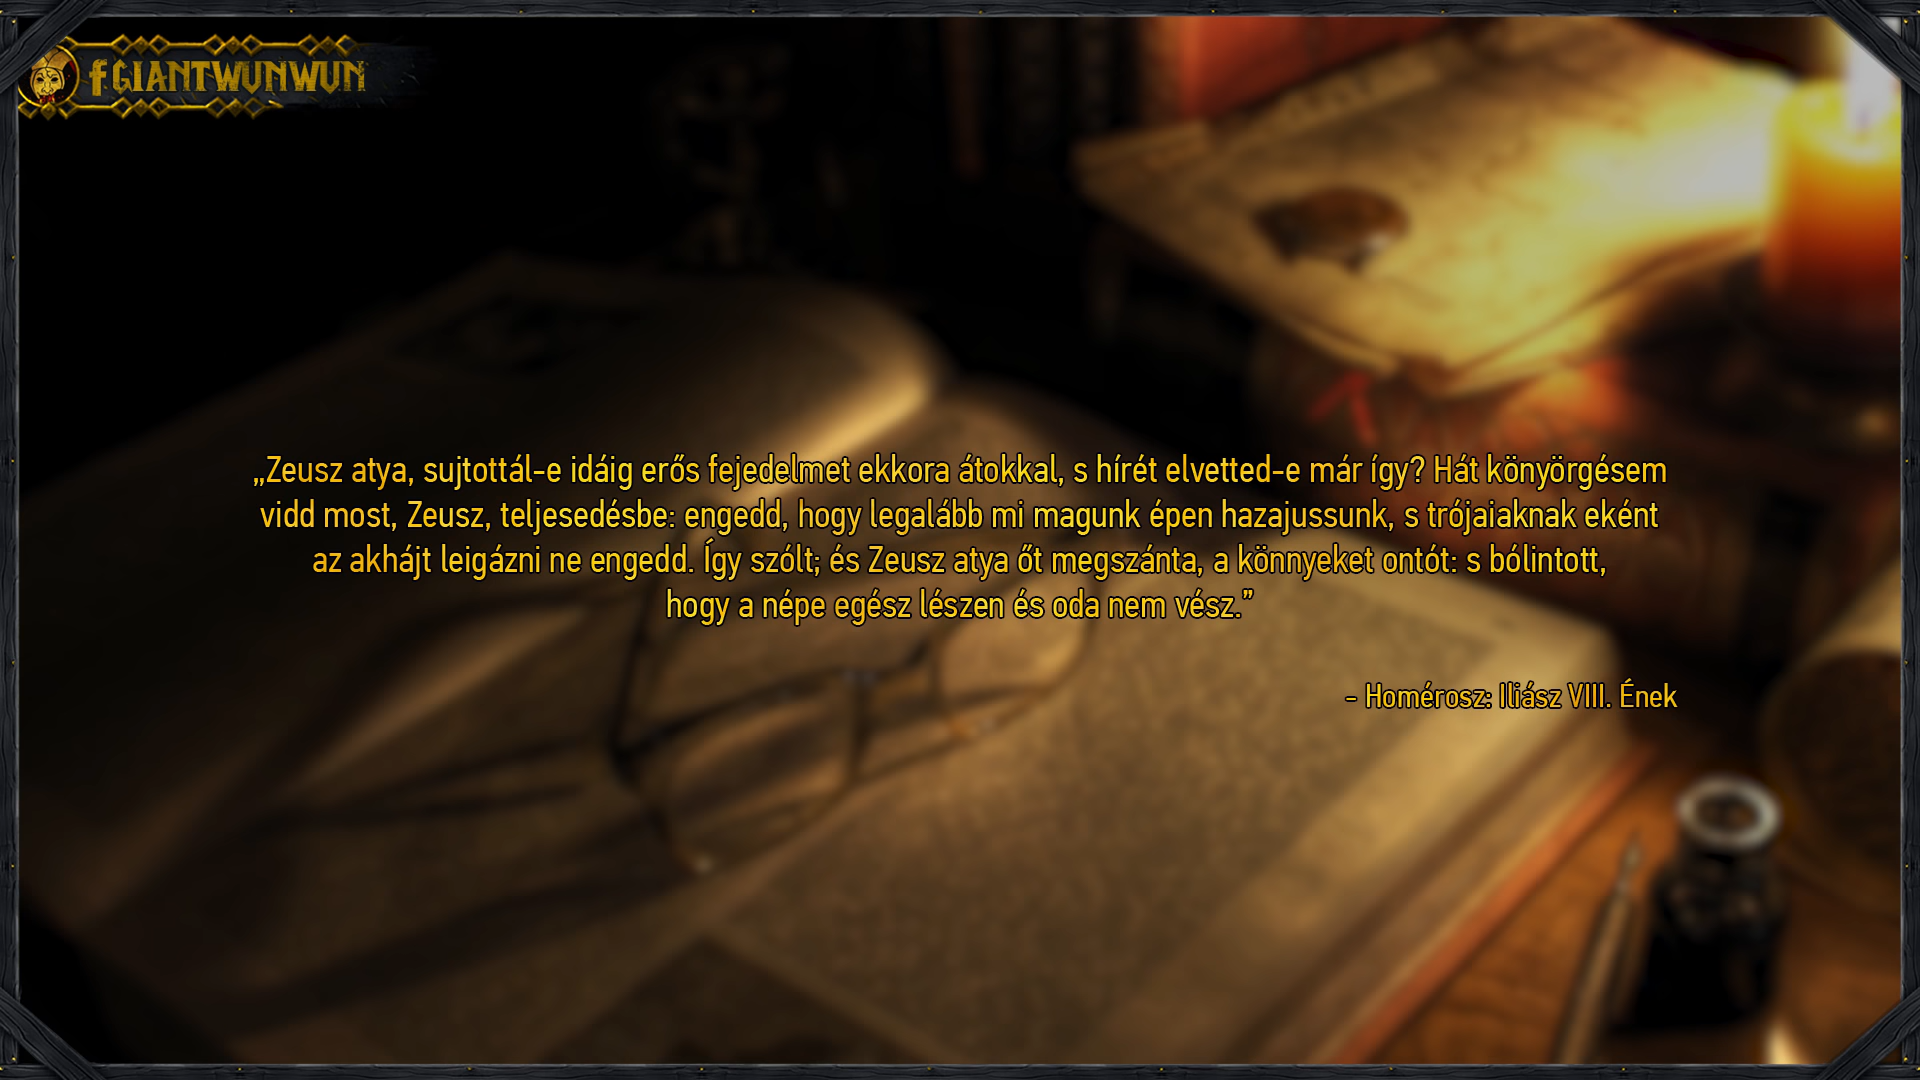 FGIANTWUNWUN
„Zeusz atya, sujtottál-e idáig erős fejedelmet ekkora átokkal, s hírét elvetted-e már így? Hát könyörgésem
vidd most, Zeusz, teljesedésbe: engedd, hogy legalább mi magunk épen hazajussunk, s trójaiaknak eként
az akhájt leigázni ne engedd. Így szólt; és Zeusz atya őt megszánta, a könnyeket ontót: s bólintott,
hogy a népe egész lészen és oda nem vész.”
- Homérosz: Iliász VIII. Ének